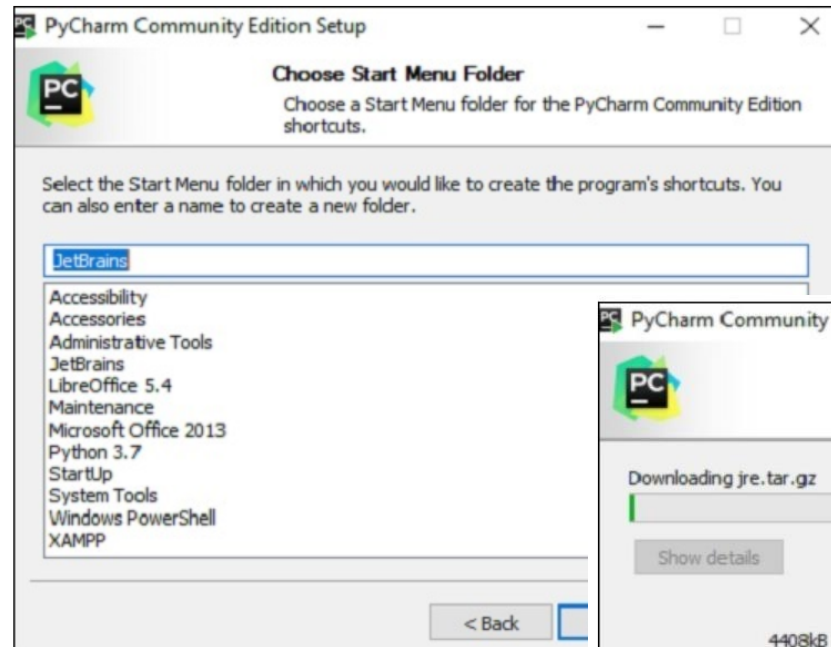 PyCharm Community Edition Setup
PC
Choose Start Menu Folder
Choose a Start Menu folder for the PyCharm Community Edition
shortcuts.
Select the Start Menu folder in which you would like to create the program's shortcuts. You
can also enter a name to create a new folder.
JetBrains
Accessibility
Accessories
Administrative Tools
JetBrains
LibreOffice 5.4
Maintenance
Microsoft Office 2013
Python 3.7
StartUp
System Tools
Windows PowerShell
XAMPP
< Back
PyCharm Community
PC
Downloading jre.tar.gz
Show details
4408kB